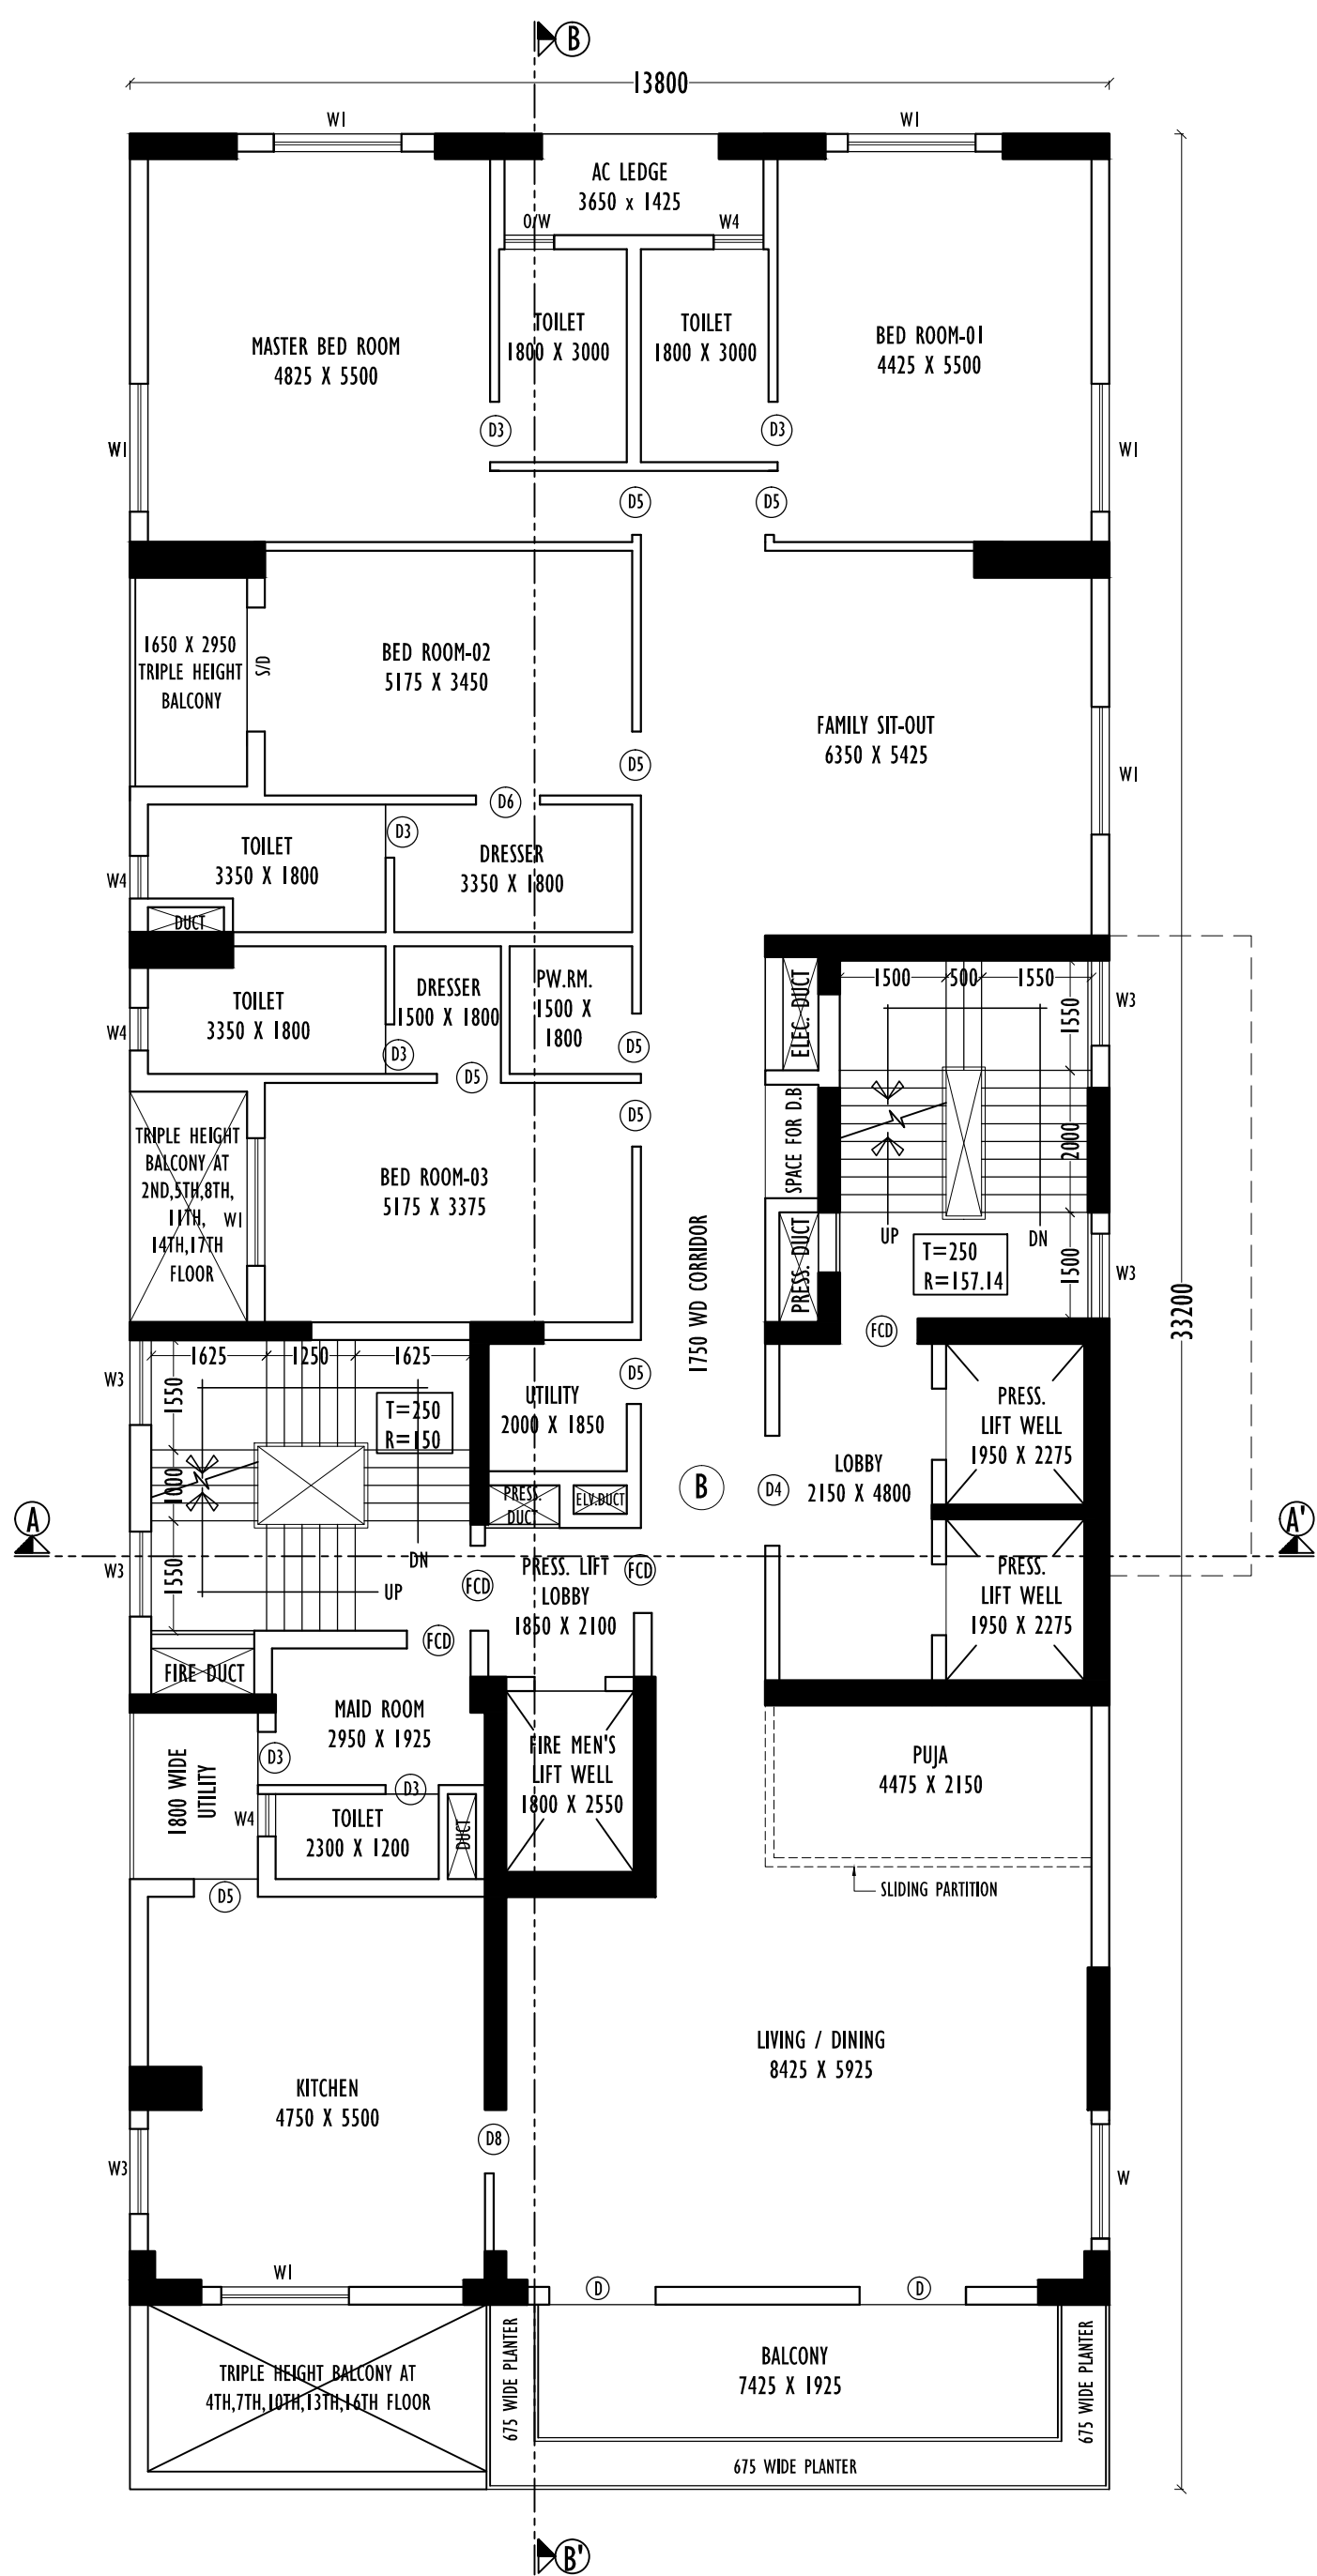 B
13800
W1
W1
AC LEDGE
3650 x 1425
O/W
W4
TOILET
1800 X 3000
TOILET
1800 X 3000
MASTER BED ROOM
4825 X 5500
BED ROOM-01
4425 X 5500
D3
D3
W1
W1
D5
D5
1650 X 2950
TRIPLE HEIGHT
BALCONY
S/D
BED ROOM-02
5175 X 3450
FAMILY SIT-OUT
6350 X 5425
D5
W1
D6
D3
TOILET
3350 X 1800
DRESSER
3350 X 1800
W4
DUCT
TOILET
3350 X 1800
DRESSER
1500 X 1800
PW.RM.
1500 X
1800
W4
D3
D5
D5
D5
ELEC. DUCT
1500
500
1550
1550
W3
SPACE FOR D.B
2000
TRIPLE HEIGHT
BALCONY AT
2ND,5TH,8TH,
11TH,
14TH,17TH
FLOOR
W1
BED ROOM-03
5175 X 3375
1750 WD CORRIDOR
PRESS. DUCT
UP
DN
T=250
R=157.14
1500
W3
33200
FCD
1625
1250
1625
W3
1550
T=250
R=150
UTILITY
2000 X 1850
D5
PRESS.
LIFT WELL
1950 X 2275
1000
PRESS.
DUCT
ELV.DUCT
B
D4
LOBBY
2150 X 4800
A
A'
W3
1550
DN
UP
FCD
PRESS. LIFT
LOBBY
1850 X 2100
FCD
PRESS.
LIFT WELL
1950 X 2275
FCD
FIRE DUCT
MAID ROOM
2950 X 1925
1800 WIDE
UTILITY
D3
D3
FIRE MEN'S
LIFT WELL
1800 X 2550
PUJA
4475 X 2150
W4
TOILET
2300 X 1200
DUCT
D5
SLIDING PARTITION
LIVING / DINING
8425 X 5925
KITCHEN
4750 X 5500
D8
W3
W
W1
D
D
675 WIDE PLANTER
BALCONY
7425 X 1925
675 WIDE PLANTER
TRIPLE HEIGHT BALCONY AT
4TH,7TH,10TH,13TH,16TH FLOOR
675 WIDE PLANTER
B'